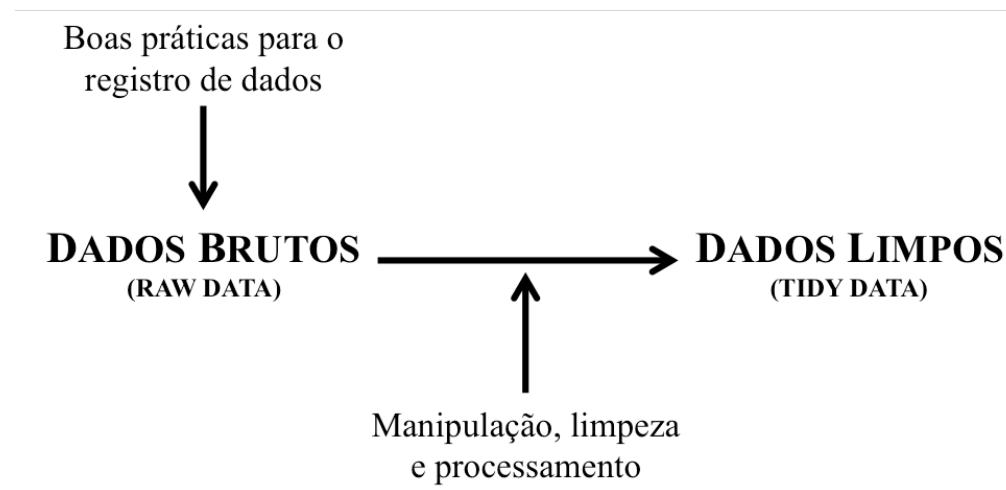 Boas práticas para o
registro de dados
DADOS BRUTOS
(RAW DATA)
DADOS LIMPOS
(TIDY DATA)
Manipulação, limpeza
e processamento